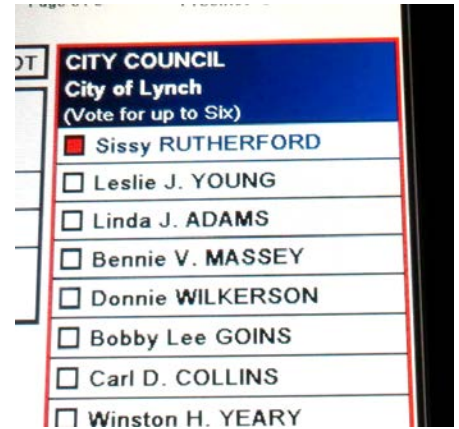 CITY COUNCIL
City of Lynch
(Vote for up to Six)
Sissy RUTHERFORD
Leslie J. YOUNG
Linda J. ADAMS
Bennie V. MASSEY
Donnie WILKERSON
Bobby Lee GOINS
Carl D. COLLINS
Winston H. YEARY